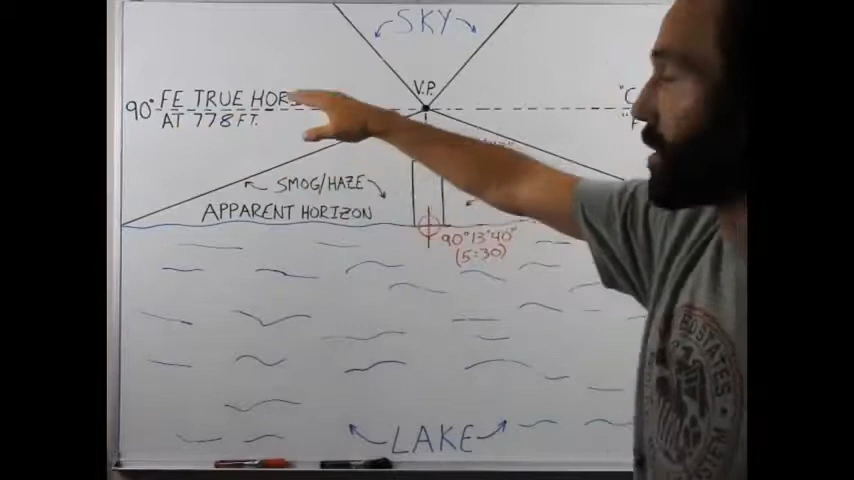 SKY
V.P.
90° FE TRUE HOR
AT 778 FT.
SMOG/HAZE
APPARENT HORIZON
90°13'40"
(5:30)
LAKE